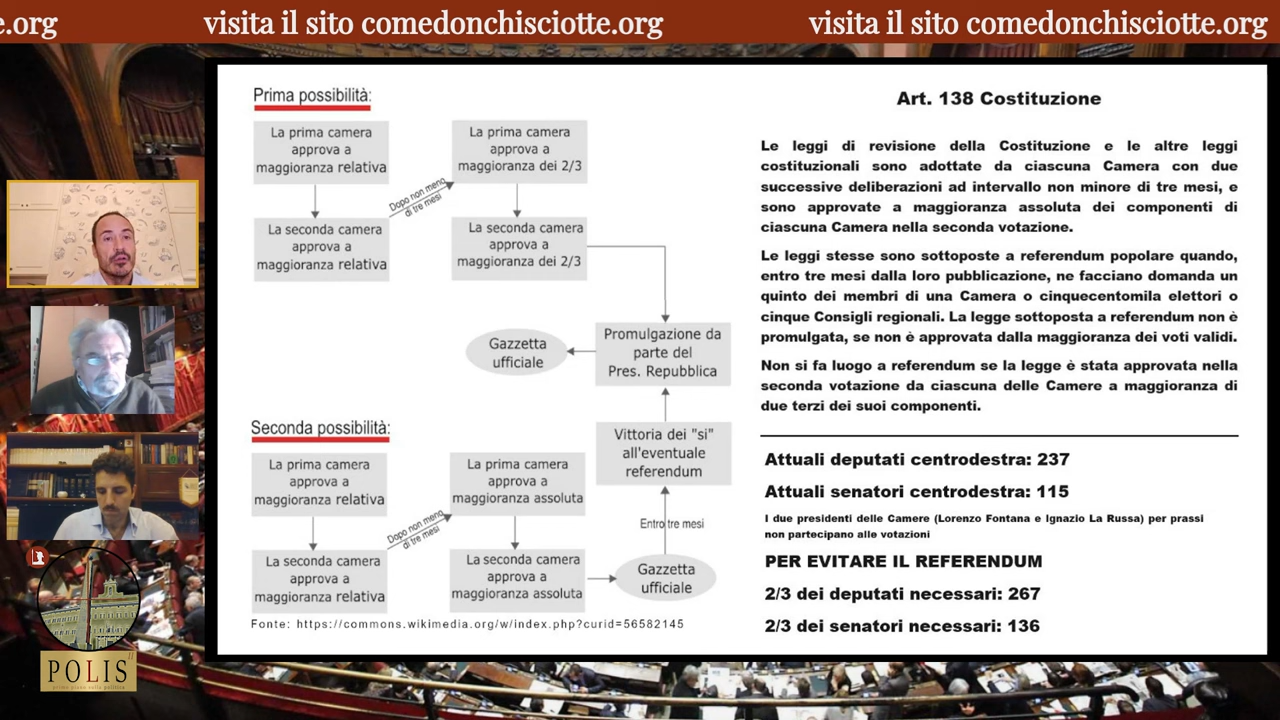 e.org
visita il sito comedonchisciotte.org
visita il sito comedonchisciotte.org
Prima possibilità:
La prima camera
approva a
maggioranza relativa
La prima camera
approva a
maggioranza dei 2/3
Dopo non meno
di tre mesi
La seconda camera
approva a
maggioranza relativa
La seconda camera
approva a
maggioranza dei 2/3
Gazzetta
ufficiale
Promulgazione da
parte del
Pres. Repubblica
Seconda possibilità:
Vittoria dei "si"
all'eventuale
referendum
La prima camera
approva a
maggioranza relativa
La prima camera
approva a
maggioranza assoluta
Dopo non meno
di tre mesi
Entro tre mesi
La seconda camera
approva a
maggioranza relativa
La seconda camera
approva a
maggioranza assoluta
Gazzetta
ufficiale
Fonte: https://commons.wikimedia.org/w/index.php?curid=56582145
Art. 138 Costituzione
Le leggi di revisione della Costituzione e le altre leggi
costituzionali sono adottate da ciascuna Camera con due
successive deliberazioni ad intervallo non minore di tre mesi, e
sono approvate a maggioranza assoluta dei componenti di
ciascuna Camera nella seconda votazione.
Le leggi stesse sono sottoposte a referendum popolare quando,
entro tre mesi dalla loro pubblicazione, ne facciano domanda un
quinto dei membri di una Camera o cinquecentomila elettori o
cinque Consigli regionali. La legge sottoposta a referendum non è
promulgata, se non è approvata dalla maggioranza dei voti validi.
Non si fa luogo a referendum se la legge è stata approvata nella
seconda votazione da ciascuna delle Camere a maggioranza di
due terzi dei suoi componenti.
Attuali deputati centrodestra: 237
Attuali senatori centrodestra: 115
I due presidenti delle Camere (Lorenzo Fontana e Ignazio La Russa) per prassi
non partecipano alle votazioni
PER EVITARE IL REFERENDUM
2/3 dei deputati necessari: 267
2/3 dei senatori necessari: 136
POLIS